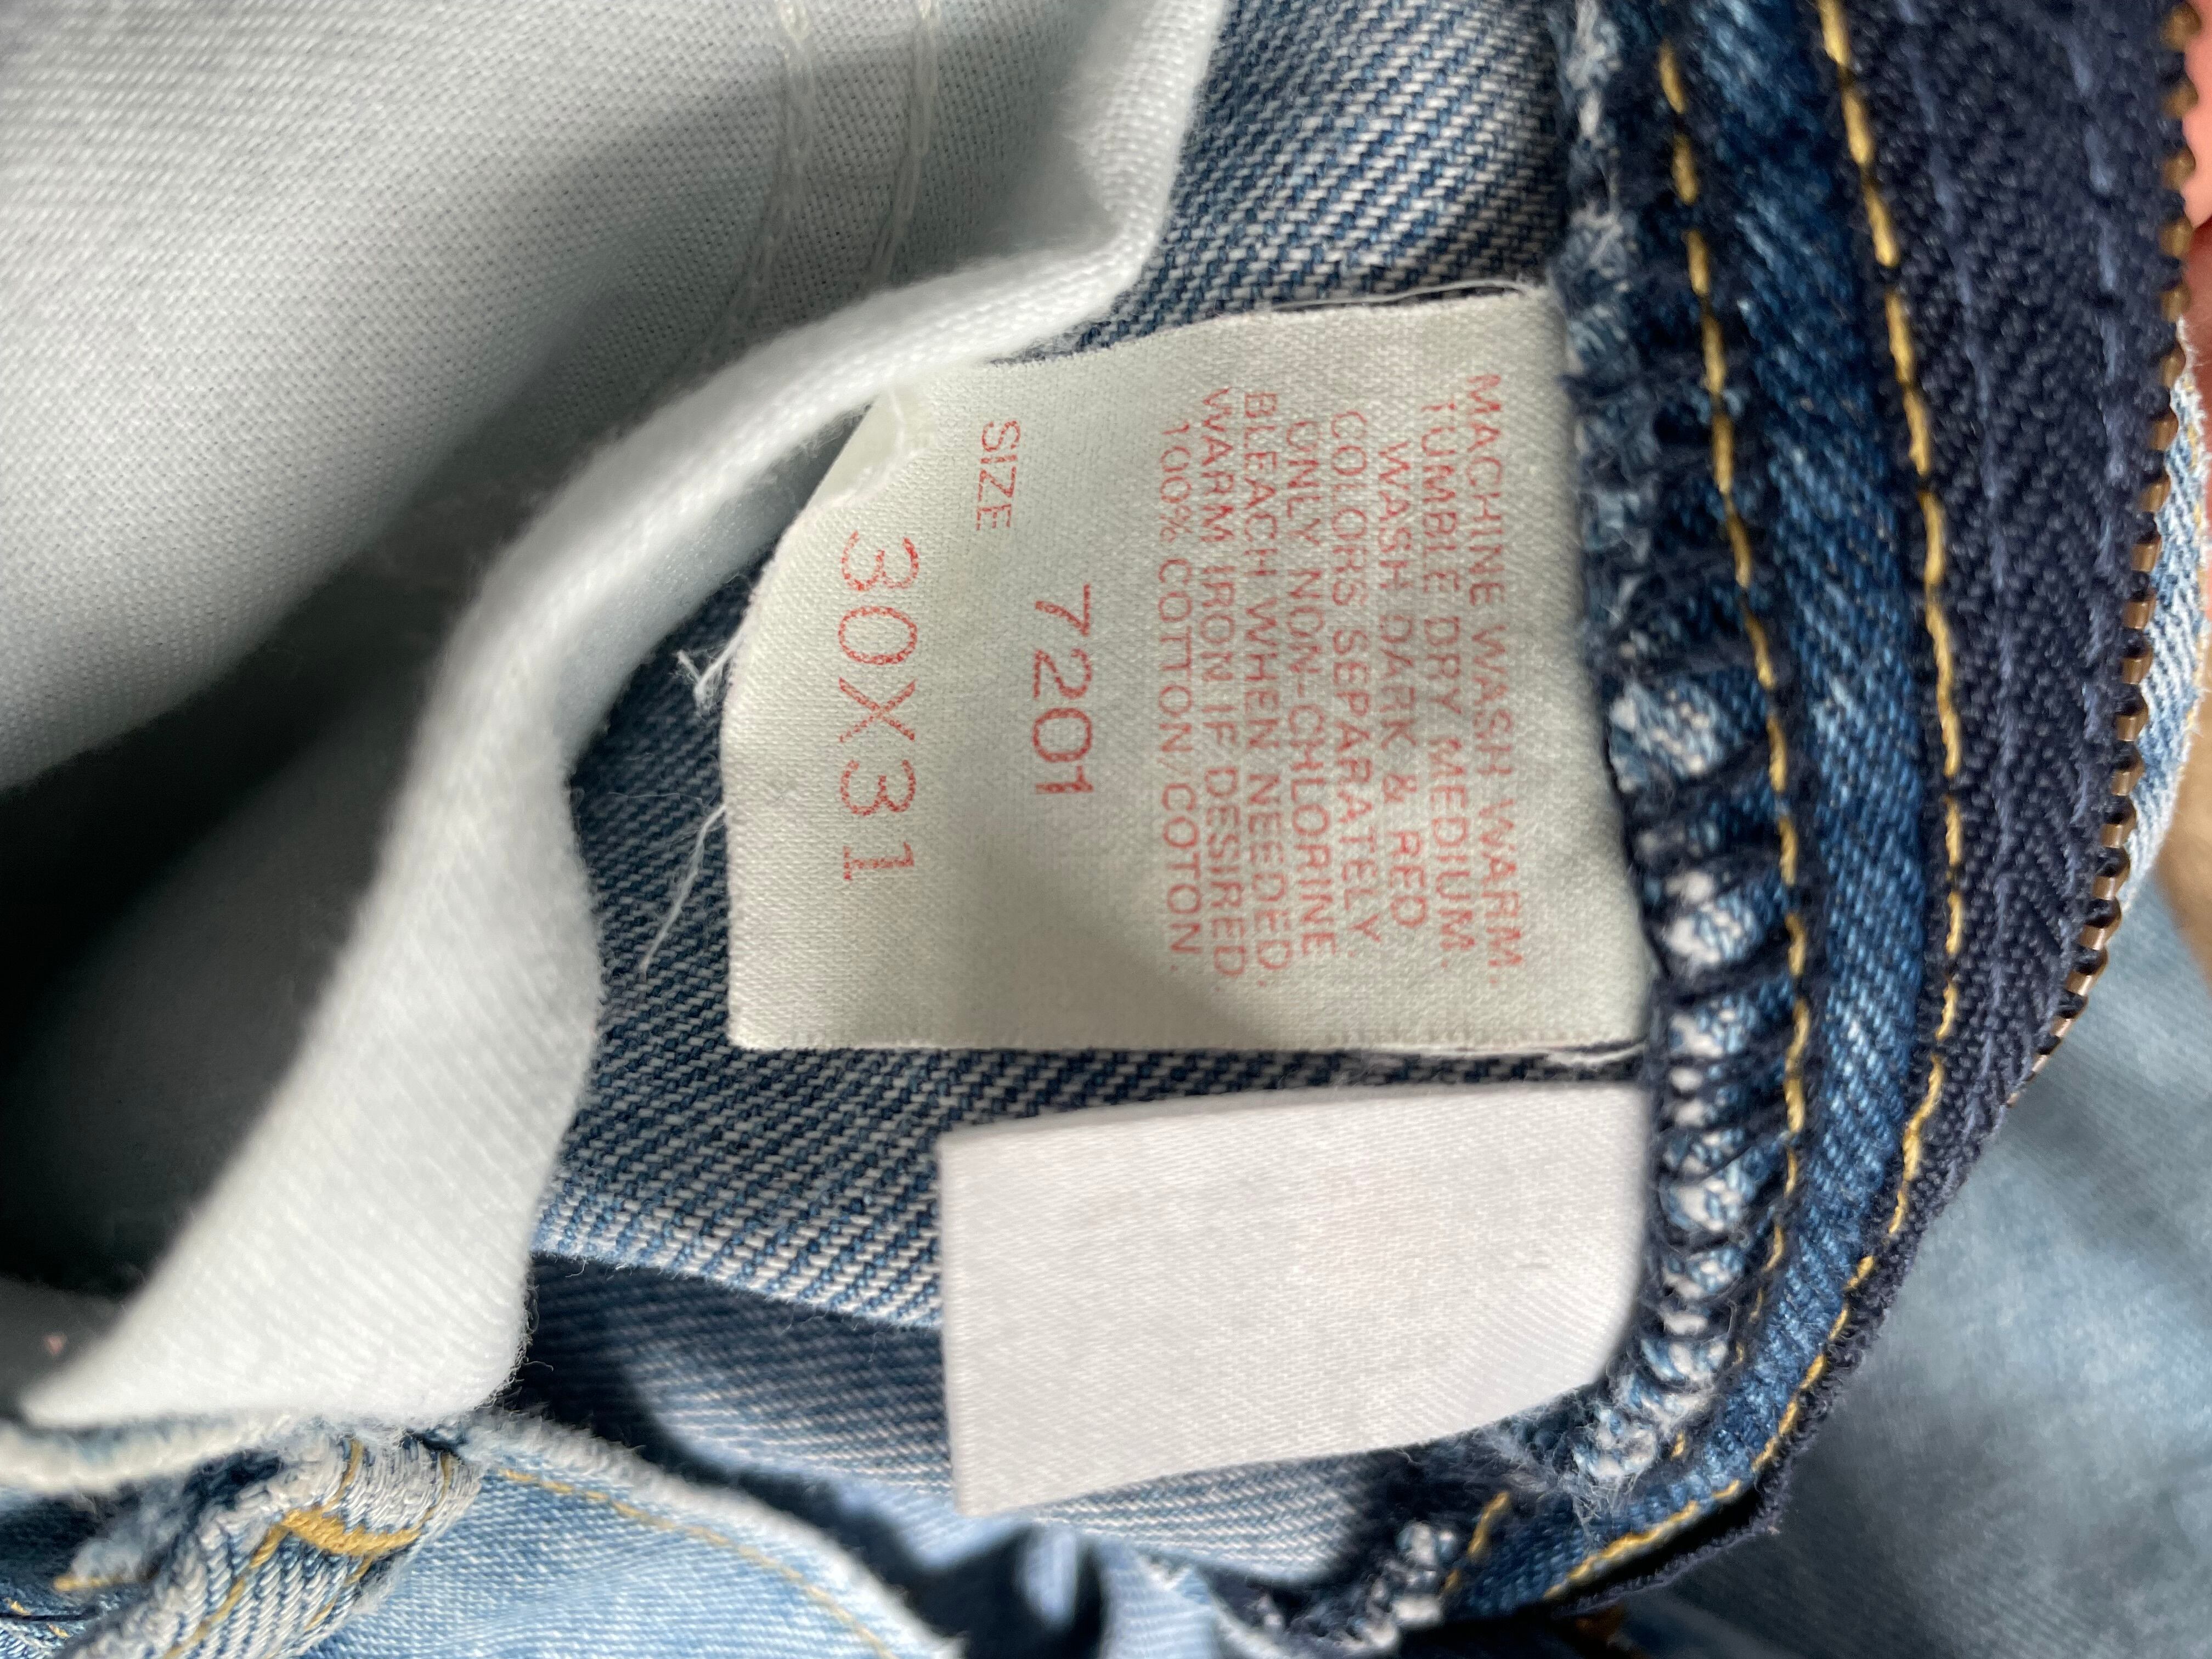 MACHINE WASH WARM.
TUMBLE DRY MEDIUM.
WASH DARK & RED
COLORS SEPARATELY.
ONLY NON-CHLORINE
BLEACH WHEN NEEDED.
WARM IRON IF DESIRED.
100% COTTON/COTON.
7201
SIZE
30X31